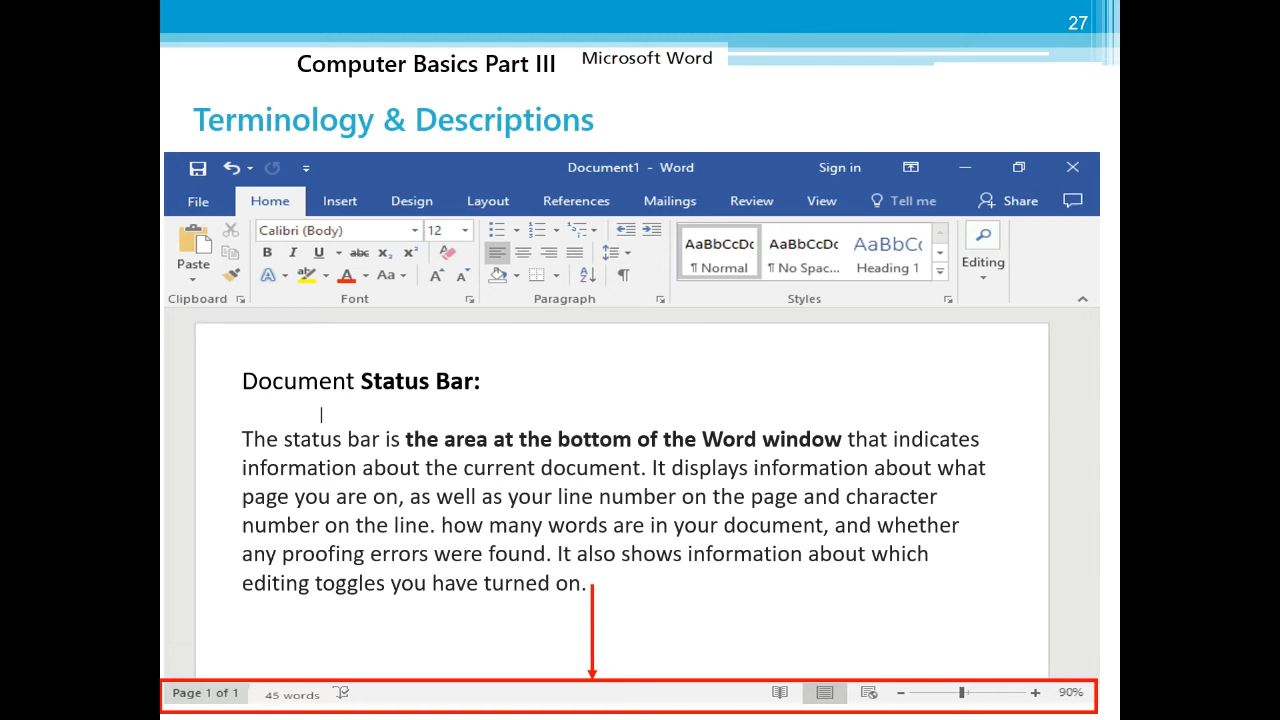 27
Computer Basics Part III Microsoft Word
Terminology & Descriptions
Document1 - Word Sign in
File Home Insert Design Layout References Mailings Review View Tell me Share
Calibri (Body) 12
Paste
B I U abc x₂ x²
A ab A Aa A A
AaBbCcDc AaBbCcDc AaBbCc
¶ Normal ¶ No Spac... Heading 1
Editing
Clipboard Font Paragraph Styles
Document Status Bar:
The status bar is the area at the bottom of the Word window that indicates
information about the current document. It displays information about what
page you are on, as well as your line number on the page and character
number on the line. how many words are in your document, and whether
any proofing errors were found. It also shows information about which
editing toggles you have turned on.
Page 1 of 1 45 words 90%